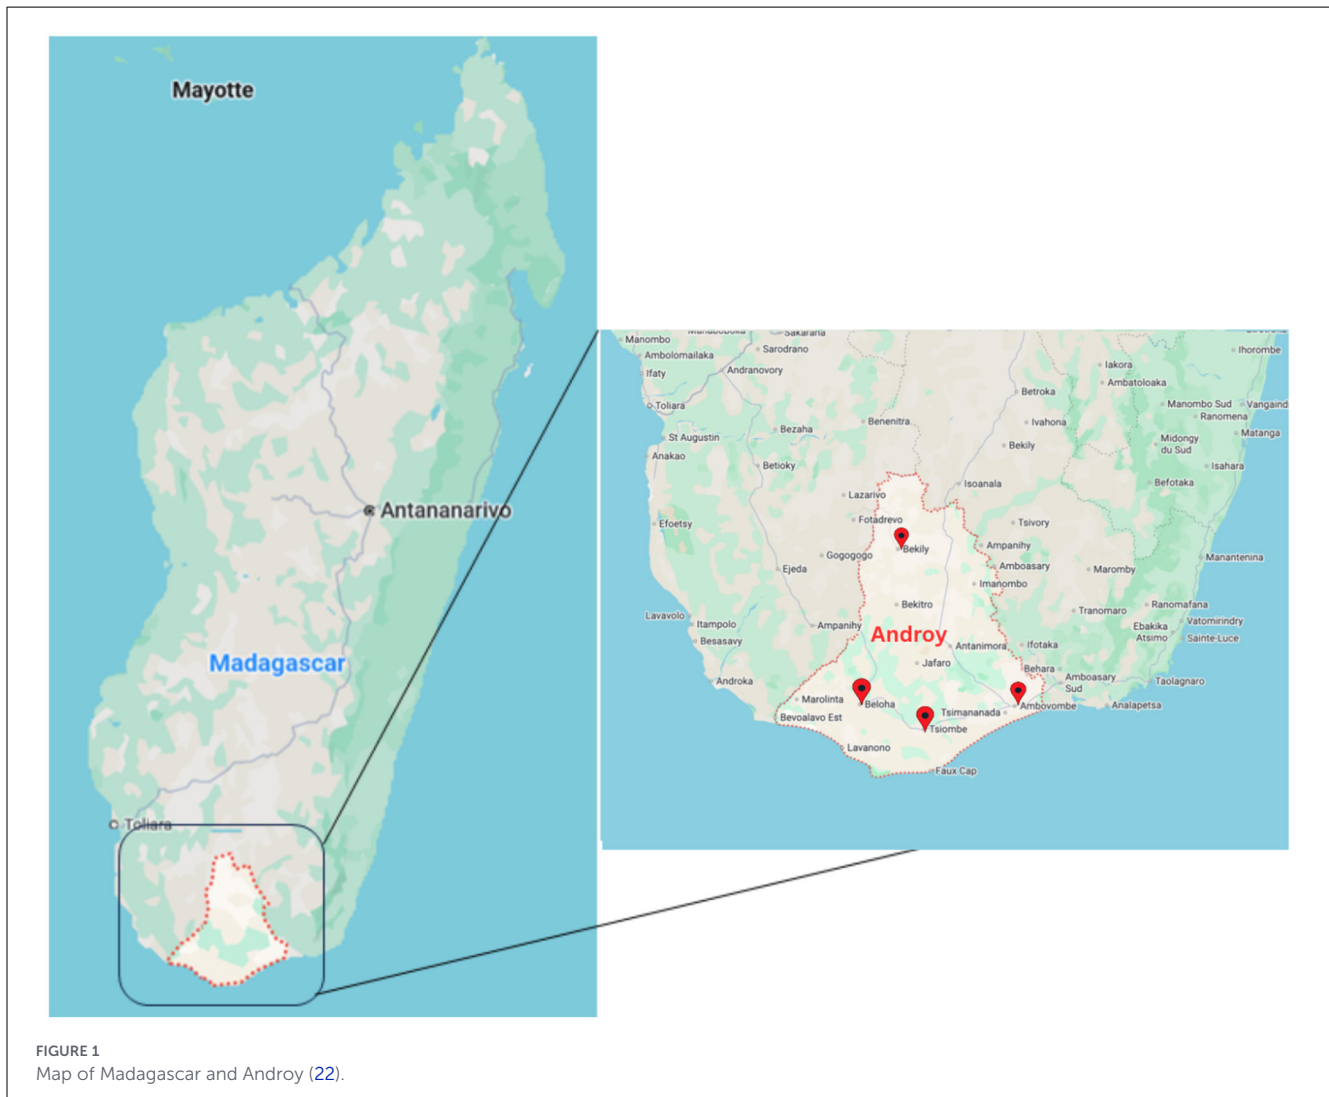 Mayotte
Antananarivo
Madagascar
Toliara
Sakaraha
Manombo
Ambolomailaka
Sarodrano
Ihorombe
Ifaty
Andranovory
Iakora
Ambatoloaka
Toliara
Betroka
Manombo Sud
Vangaind
Benenitra
Ivahona
Ranomena
St Augustin
Bezaha
Bekily
Midongy
du Sud
Matanga
Anakao
Betioky
Isahara
Isoanala
Befotaka
Lazarivo
Efoetsy
Fotadrevo
Tsivory
Bekily
Ampanihy
Gogogogo
Manantenina
Ejeda
Amboasary
Maromby
Imanombo
Lavavolo
Bekitro
Tranomaro
Ranomafana
Itampolo
Ampanihy
Androy
Ebakika
Atsimo
Vatomirindry
Besasavy
Antanimora
Ifotaka
Sainte-Luce
Jafaro
Behara
Androka
Amboasary
Sud
Taolagnaro
Marolinta
Beloha
Tsimananada
Ambovombe
Analapetsa
Bevoalavo Est
Tsiombe
Lavanono
Faux Cap
FIGURE 1
Map of Madagascar and Androy (22).